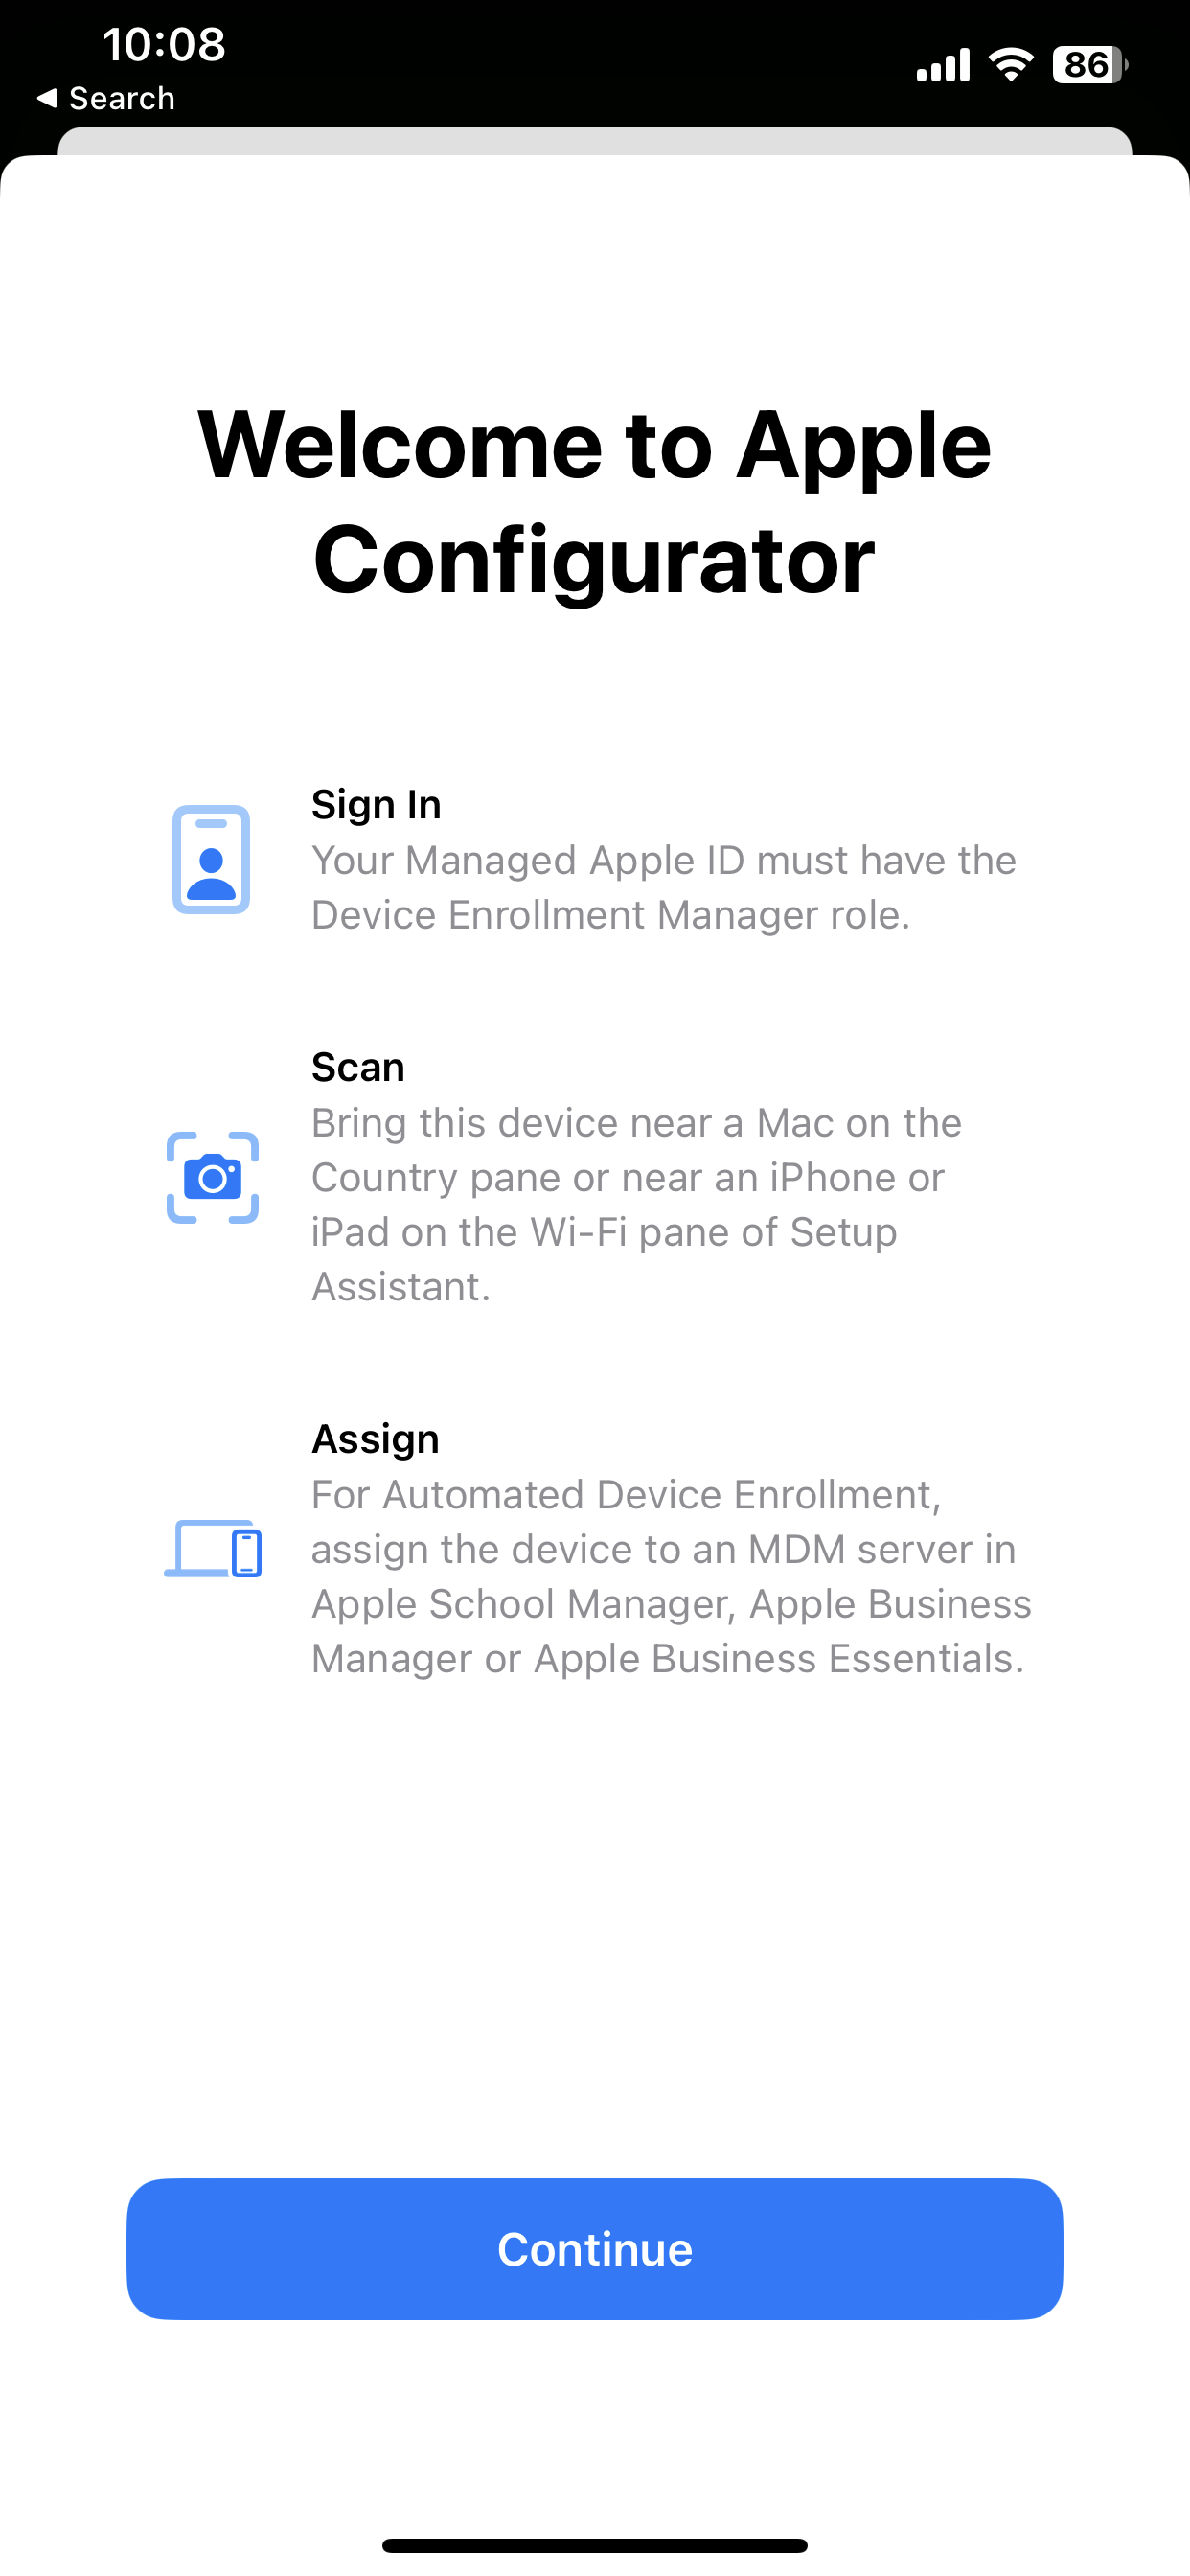 10:08
86
◀ Search
Welcome to Apple
Configurator
Sign In
Your Managed Apple ID must have the
Device Enrollment Manager role.
Scan
Bring this device near a Mac on the
Country pane or near an iPhone or
iPad on the Wi-Fi pane of Setup
Assistant.
Assign
For Automated Device Enrollment,
assign the device to an MDM server in
Apple School Manager, Apple Business
Manager or Apple Business Essentials.
Continue